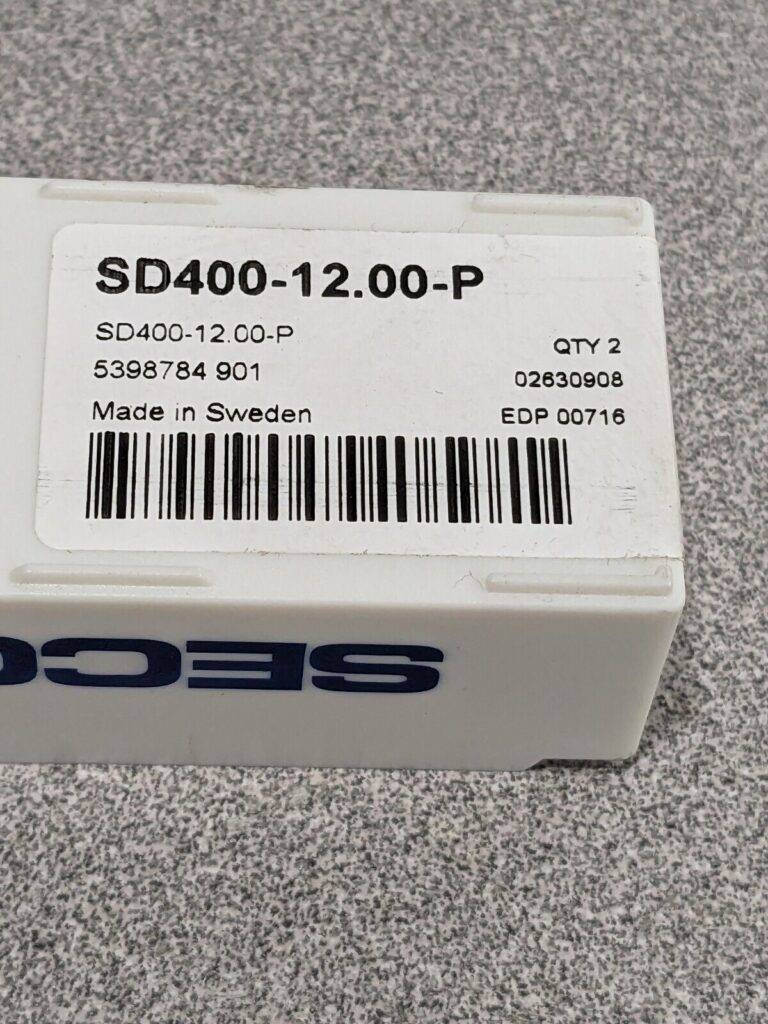 SD400-12.00-P
SD400-12.00-P
QTY 2
5398784 901
02630908
Made in Sweden
EDP 00716
SECO